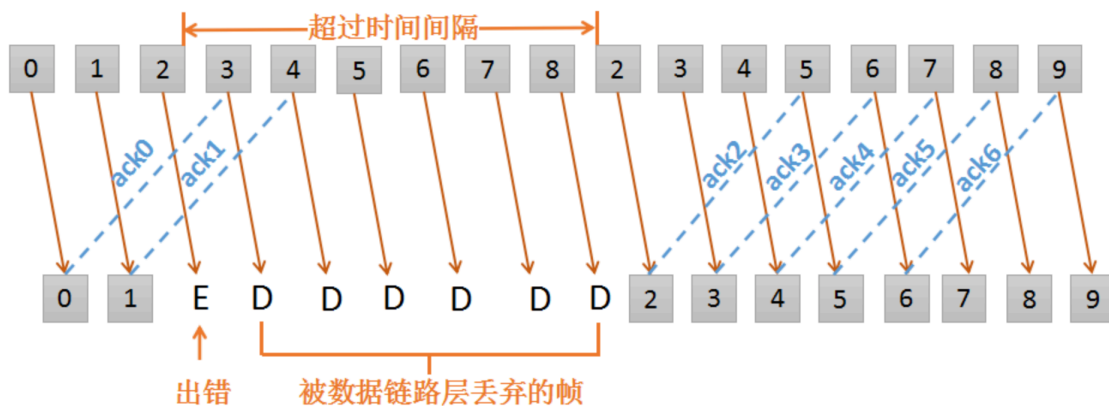 超过时间间隔
0 1 2 3 4 5 6 7 8 2 3 4 5 6 7 8 9
ack0 ack1 ack2 ack3 ack4 ack5 ack6
0 1 E D D D D D D 2 3 4 5 6 7 8 9
出错 被数据链路层丢弃的帧